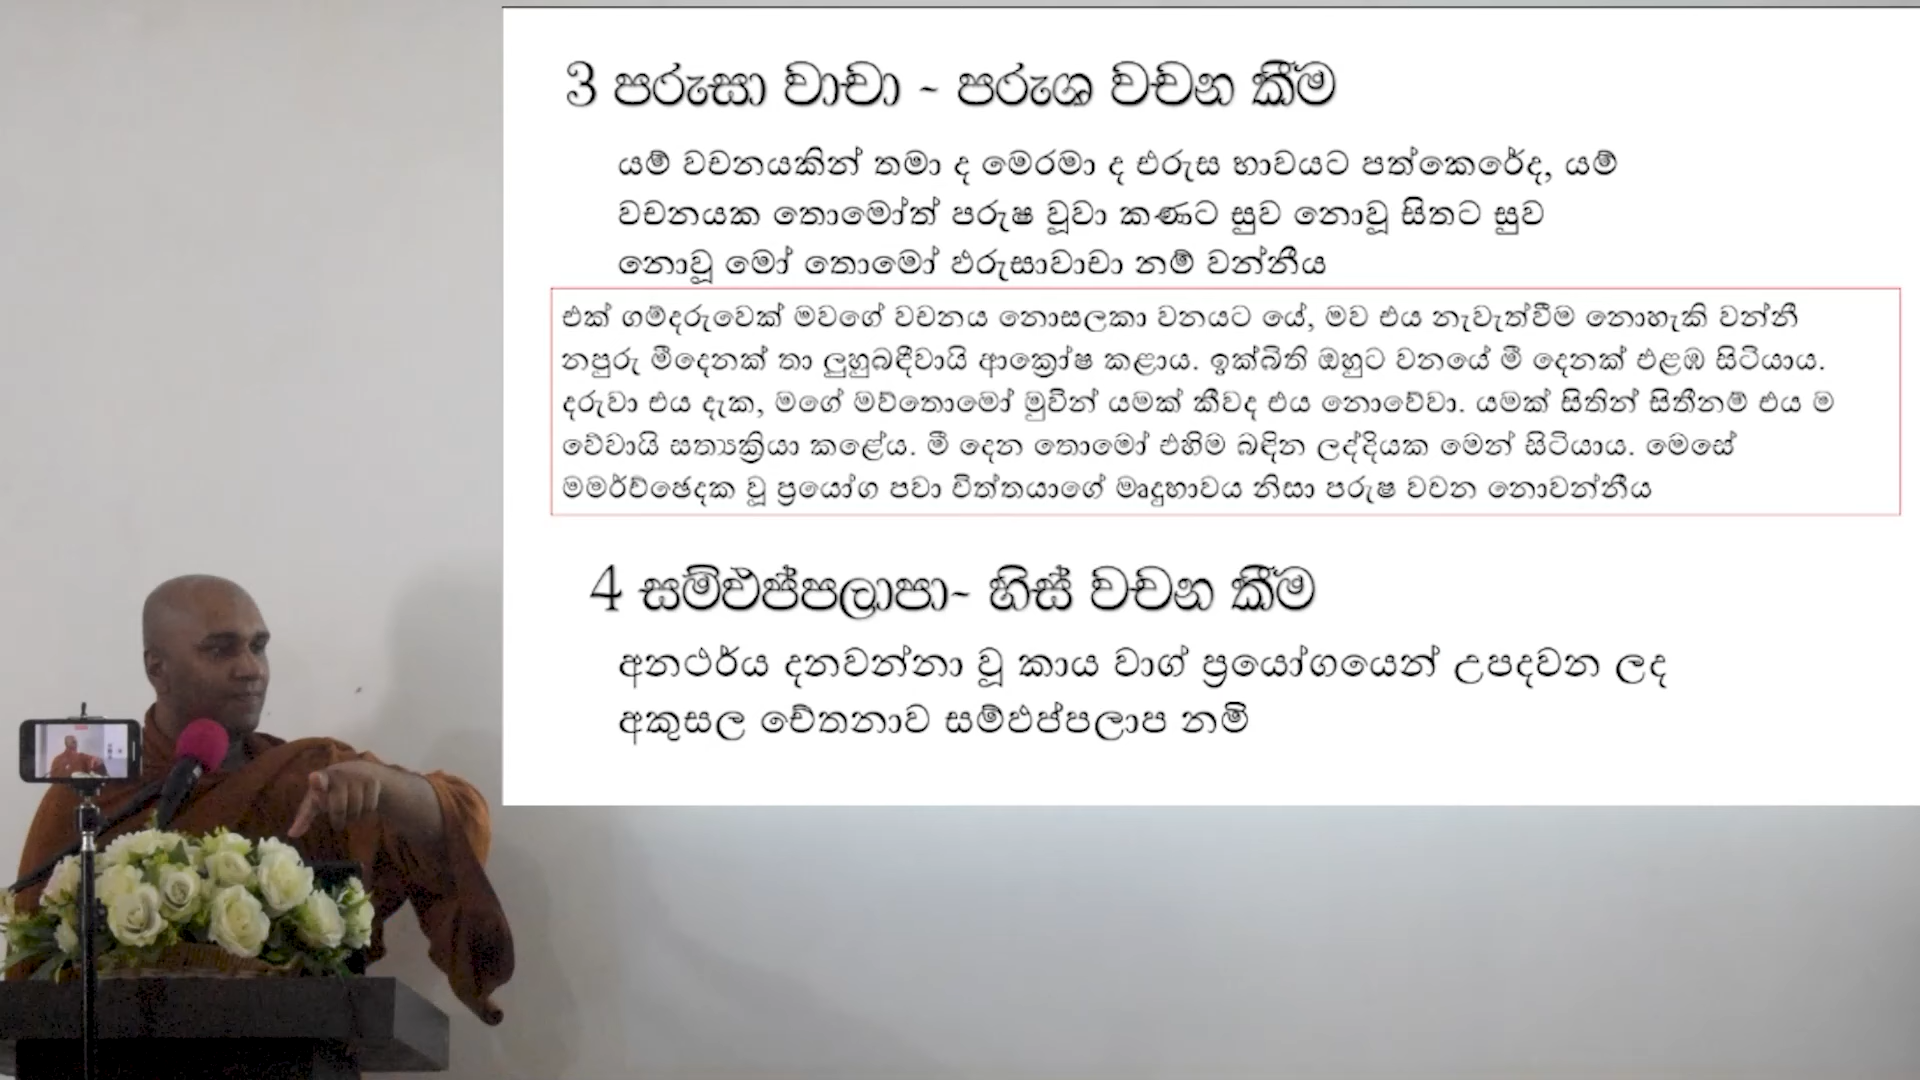 3 පරුසා වාචා - පරුශ වචන කීම
යම් වචනයකින් තමා ද මෙරමා ද එරුස භාවයට පත්කෙරේද, යම්
වචනයක තොමෝත් පරුෂ වූවා කණට සුව නොවූ සිතට සුව
නොවූ මෝ තොමෝ ඵරුසාවාචා නම් වන්නීය
එක් ගම්දරුවෙක් මවගේ වචනය නොසලකා වනයට යේ, මව එය නැවැත්වීම නොහැකි වන්නී
නපුරු මීදෙනක් තා ලුහුබඳීවායි ආක්‍රෝෂ කළාය. ඉක්බිති ඔහුට වනයේ මී දෙනක් එළඹ සිටියාය.
දරුවා එය දැක, මගේ මව්තොමෝ මුවින් යමක් කීවද එය නොවේවා. යමක් සිතින් සිතීනම් එය ම
වේවායි සත්‍යක්‍රියා කළේය. මී දෙන තොමෝ එහිම බඳින ලද්දියක මෙන් සිටියාය. මෙසේ
මමර්ච්ඡෙදක වූ ප්‍රයෝග පවා චිත්තයාගේ මෘදුභාවය නිසා පරුෂ වචන නොවන්නීය
4 සම්ඵප්පලාපා- හිස් වචන කීම
අනර්ථය දනවන්නා වූ කාය වාග් ප්‍රයෝගයෙන් උපදවන ලද
අකුසල චේතනාව සම්ඵප්පලාප නමි